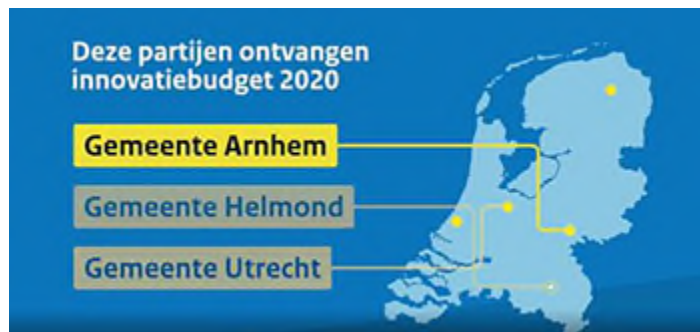 Deze partijen ontvangen
innovatiebudget 2020
Gemeente Arnhem
Gemeente Helmond
Gemeente Utrecht